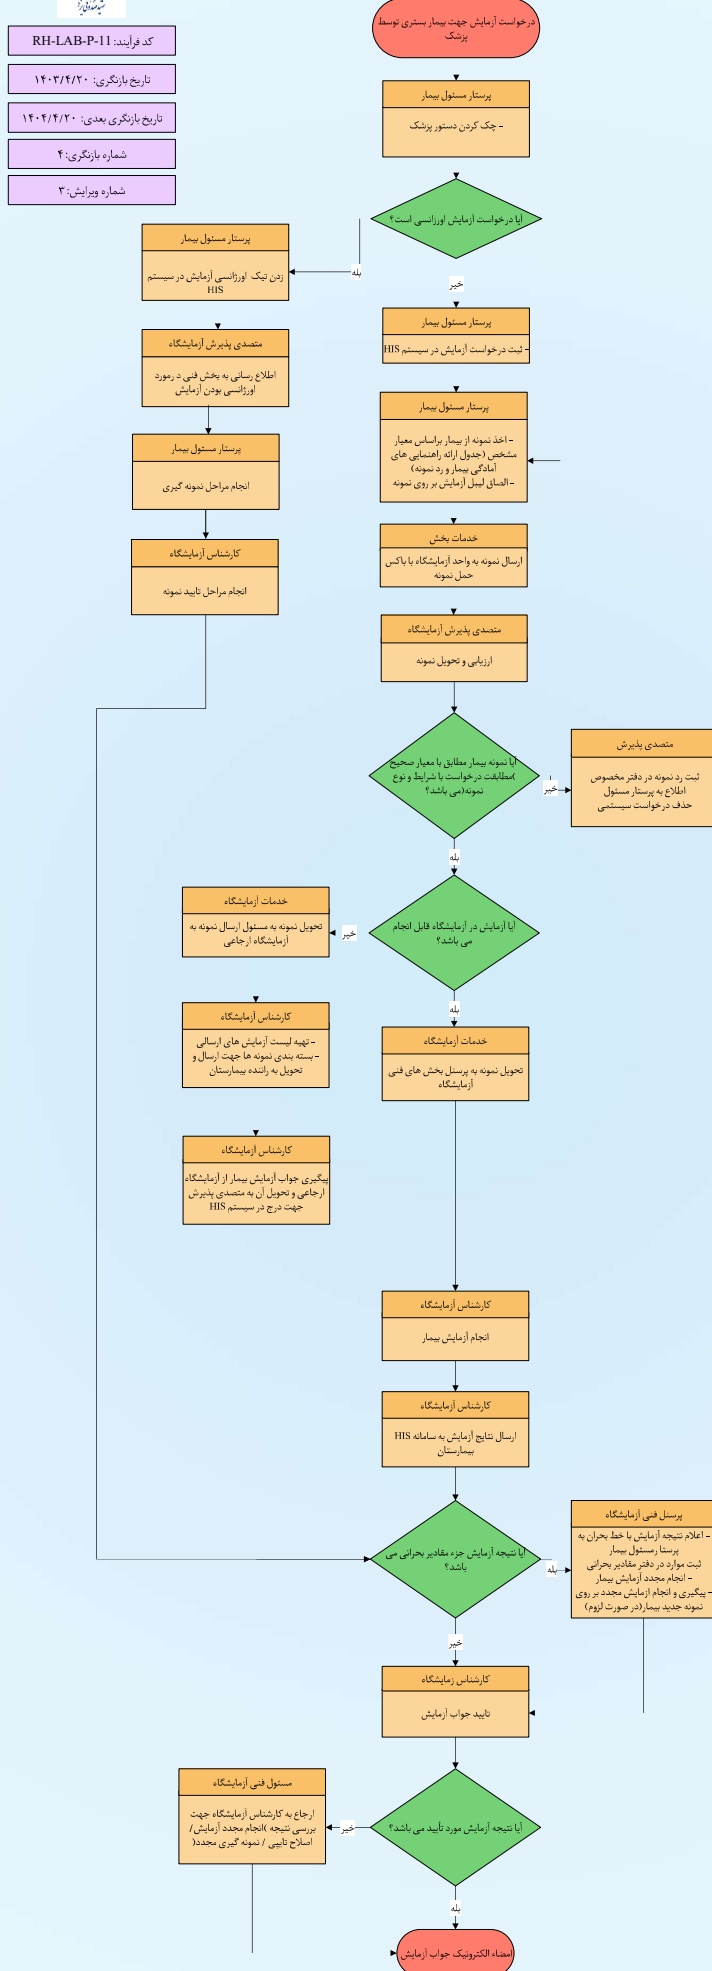 کد فرآیند: RH-LAB-P-11
تاریخ بازنگری: ۱۴۰۳/۴/۲۰
تاریخ بازنگری بعدی: ۱۴۰۴/۴/۲۰
شماره بازنگری: ۴
شماره ویرایش: ۳
درخواست آزمایش جهت بیمار بستری توسط
پزشک
پرستار مسئول بیمار
- چک کردن دستور پزشک
آیا درخواست آزمایش اورژانسی است؟
بله
خیر
پرستار مسئول بیمار
زدن تیک اورژانسی آزمایش در سیستم
HIS
متصدی پذیرش آزمایشگاه
اطلاع رسانی به بخش فنی د رمورد
اورژانسی بودن آزمایش
پرستار مسئول بیمار
انجام مراحل نمونه گیری
کارشناس آزمایشگاه
انجام مراحل تایید نمونه
پرستار مسئول بیمار
- ثبت درخواست آزمایش در سیستم HIS
پرستار مسئول بیمار
- اخذ نمونه از بیمار براساس معیار
مشخص (جدول ارائه راهنمایی های
آمادگی بیمار و رد نمونه)
- الصاق لیبل آزمایش بر روی نمونه
خدمات بخش
ارسال نمونه به واحد آزمایشگاه با باکس
حمل نمونه
متصدی پذیرش آزمایشگاه
ارزیابی و تحویل نمونه
آیا نمونه بیمار مطابق با معیار صحیح
)مطابقت درخواست با شرایط و نوع
نمونه(می باشد؟
خیر
متصدی پذیرش
ثبت رد نمونه در دفتر مخصوص
اطلاع به پرستار مسئول
حذف درخواست سیستمی
بله
آیا آزمایش در آزمایشگاه قابل انجام
می باشد؟
خیر
خدمات آزمایشگاه
تحویل نمونه به مسئول ارسال نمونه به
آزمایشگاه ارجاعی
کارشناس آزمایشگاه
- تهیه لیست آزمایش های ارسالی
- بسته بندی نمونه ها جهت ارسال و
تحویل به راننده بیمارستان
کارشناس آزمایشگاه
پیگیری جواب آزمایش بیمار از آزمایشگاه
ارجاعی و تحویل آن به متصدی پذیرش
جهت درج در سیستم HIS
بله
خدمات آزمایشگاه
تحویل نمونه به پرسنل بخش های فنی
آزمایشگاه
کارشناس آزمایشگاه
انجام آزمایش بیمار
کارشناس آزمایشگاه
ارسال نتایج آزمایش به سامانه HIS
بیمارستان
آیا نتیجه آزمایش جزء مقادیر بحرانی می
باشد؟
بله
پرسنل فنی آزمایشگاه
- اعلام نتیجه آزمایش با خط بحران به
پرستا رمسئول بیمار
ثبت موارد در دفتر مقادیر بحرانی
- انجام مجدد آزمایش بیمار
- پیگیری و انجام ازمایش مجدد بر روی
نمونه جدید بیمار(در صورت لزوم)
خیر
کارشناس زمایشگاه
تایید جواب آزمایش
آیا نتیجه آزمایش مورد تأیید می باشد؟
خیر
مسئول فنی آزمایشگاه
ارجاع به کارشناس آزمایشگاه جهت
بررسی نتیجه )انجام مجدد آزمایش/
اصلاح تایپی / نمونه گیری مجدد(
بله
امضاء الکترونیک جواب آزمایش